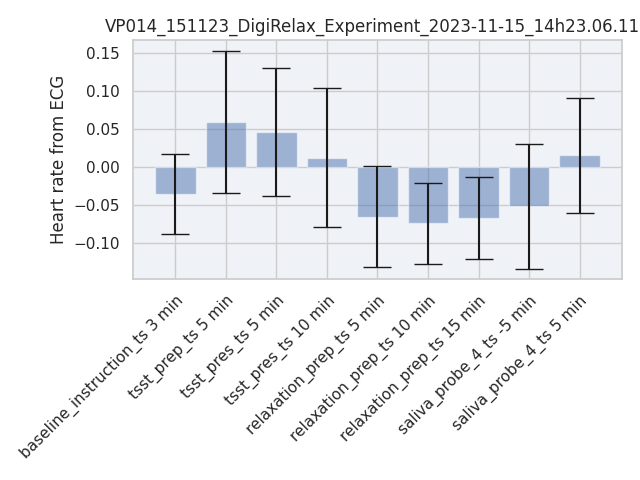 VP014_151123_DigiRelax_Experiment_2023-11-15_14h23.06.11
Heart rate from ECG
0.15
0.10
0.05
0.00
−0.05
−0.10
baseline_instruction_ts 3 min
tsst_prep_ts 5 min
tsst_pres_ts 5 min
tsst_pres_ts 10 min
relaxation_prep_ts 5 min
relaxation_prep_ts 10 min
relaxation_prep_ts 15 min
saliva_probe_4_ts -5 min
saliva_probe_4_ts 5 min